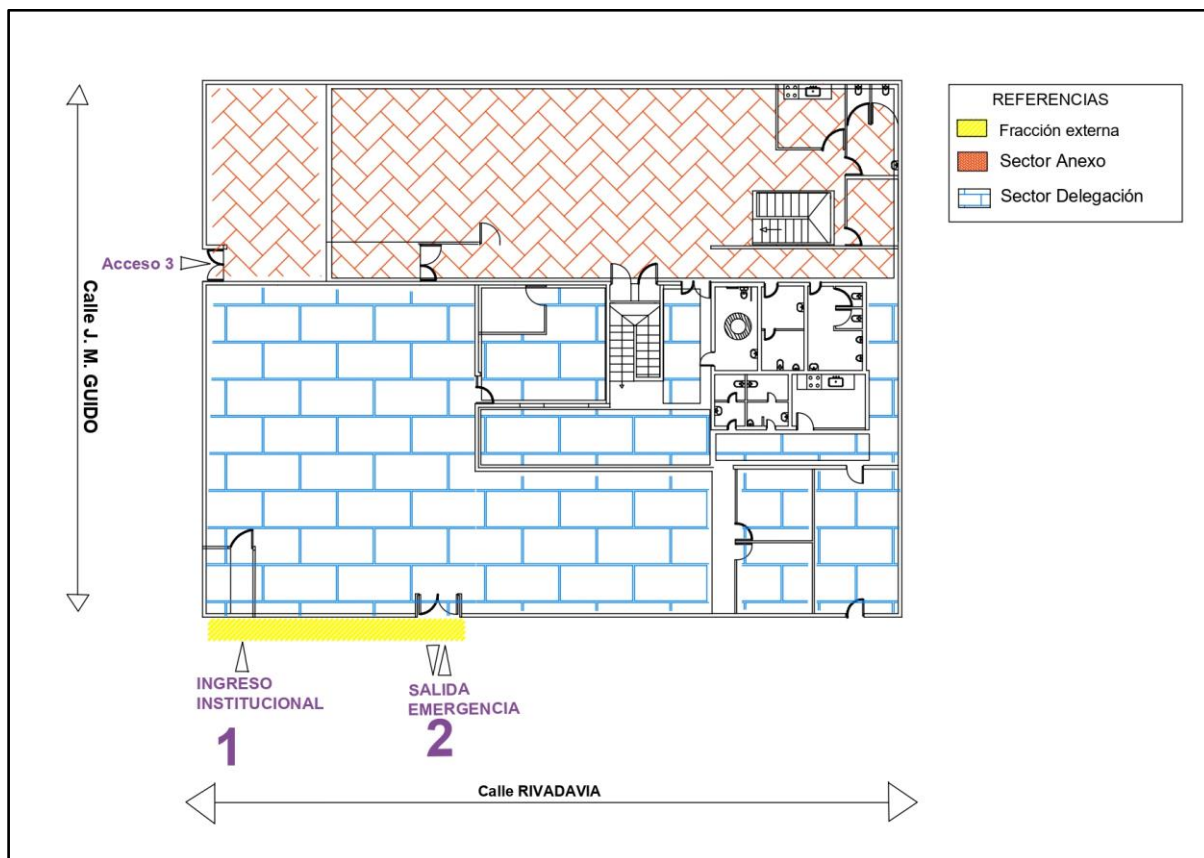 REFERENCIAS
Fracción externa
Sector Anexo
Sector Delegación
Acceso 3
Calle J. M. GUIDO
INGRESO
INSTITUCIONAL
1
SALIDA
EMERGENCIA
2
Calle RIVADAVIA